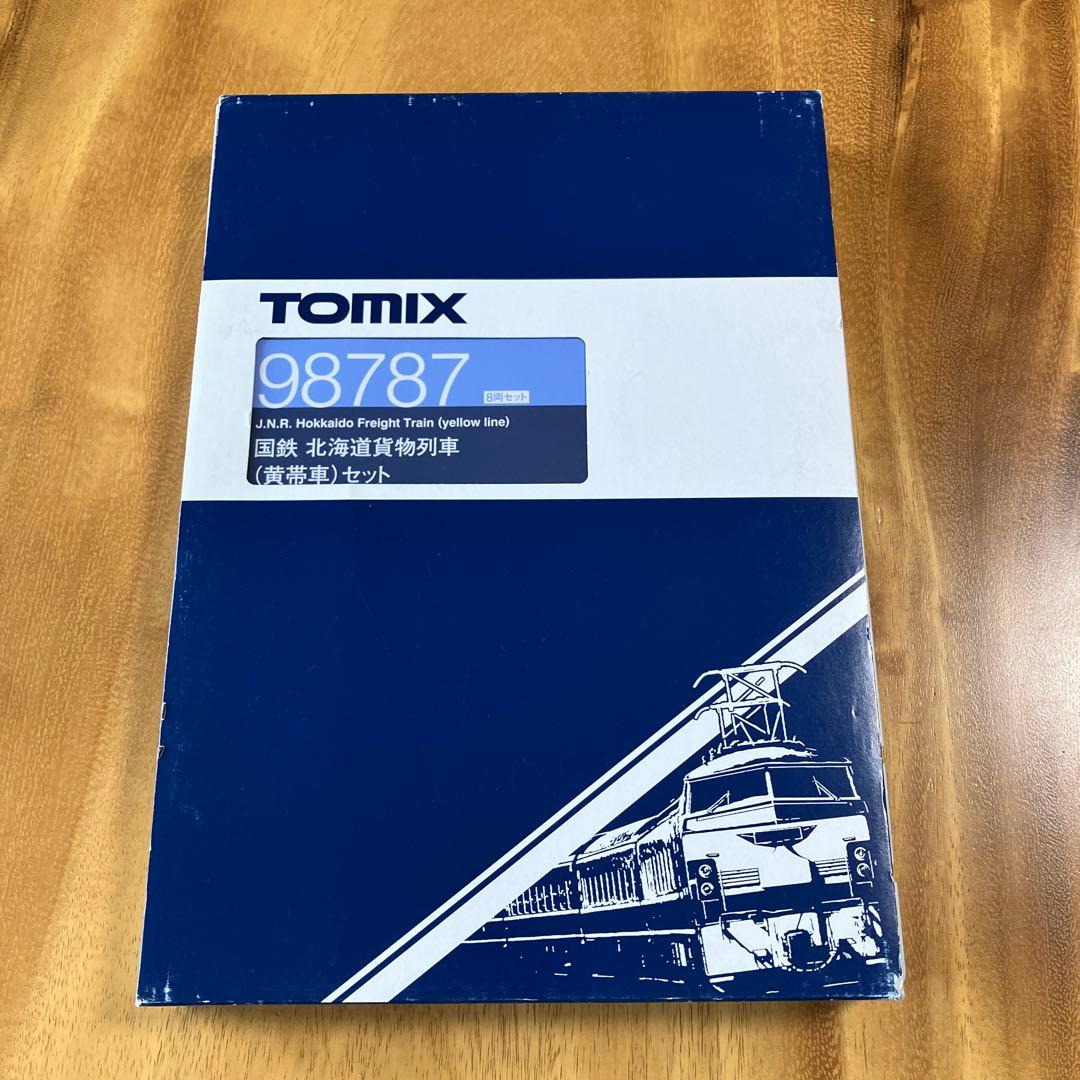 TOMIX
98787 8両セット
J.N.R. Hokkaido Freight Train (yellow line)
国鉄 北海道貨物列車
(黄帯車)セット